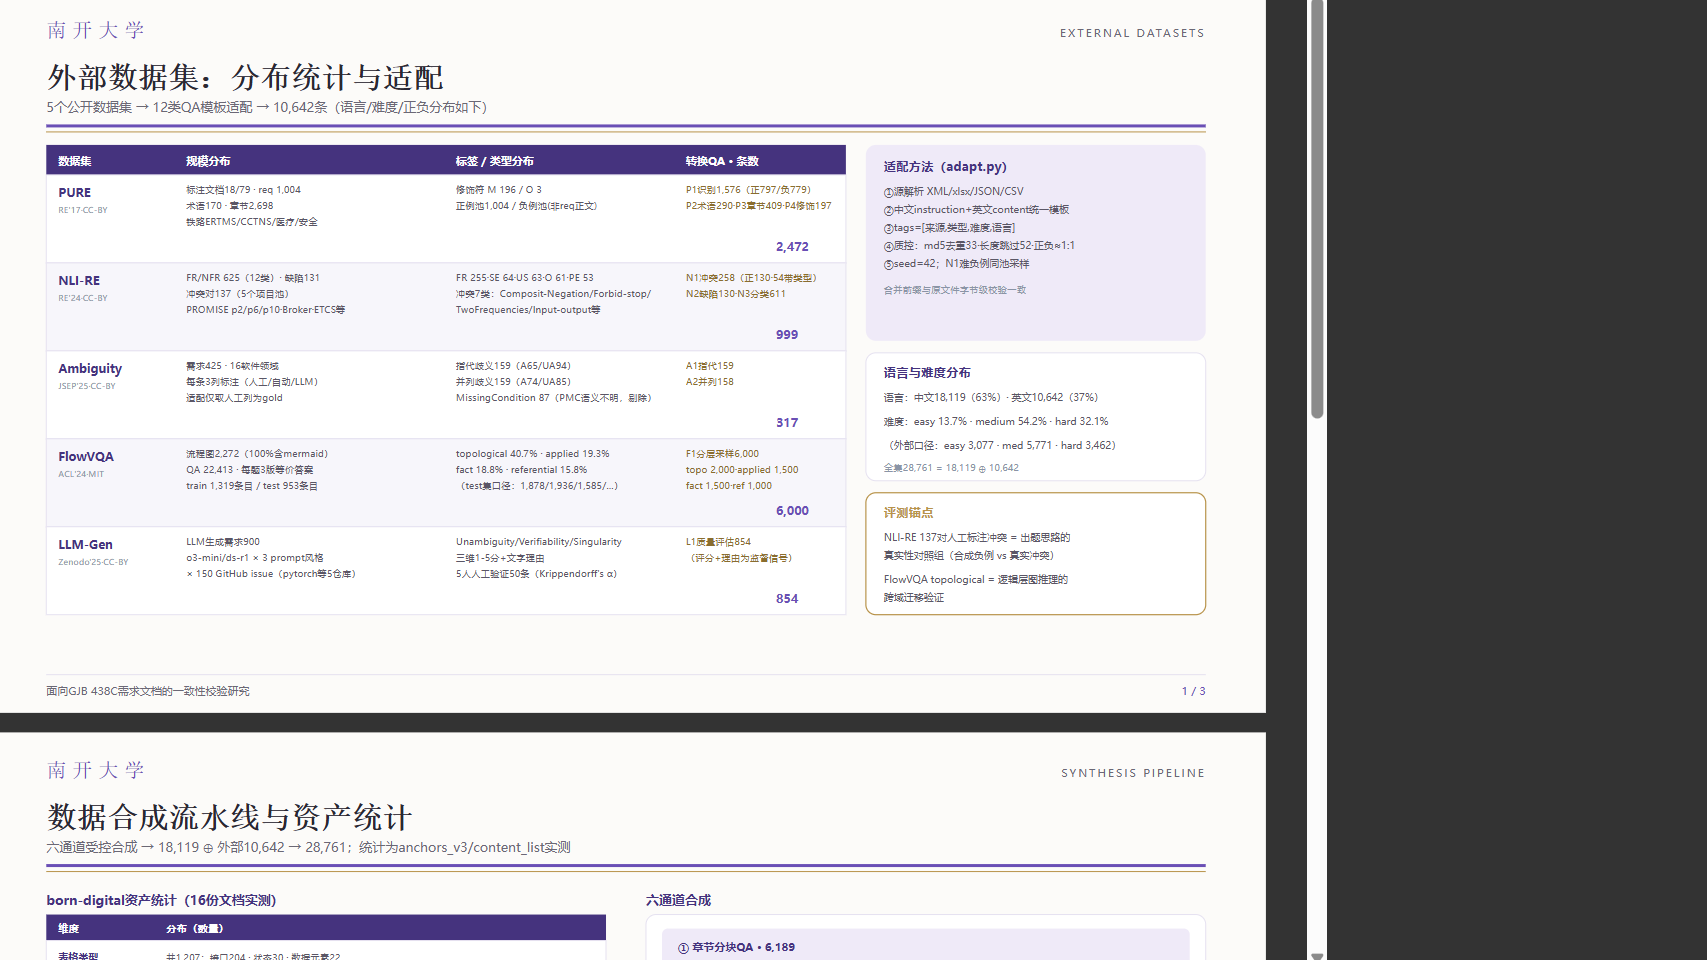 南开大学
EXTERNAL DATASETS
外部数据集：分布统计与适配
5个公开数据集 → 12类QA模板适配 → 10,642条（语言/难度/正负分布如下）
数据集 规模分布 标签 / 类型分布 转换QA · 条数
PURE
RE'17·CC-BY
标注文档18/79 · req 1,004
术语170 · 章节2,698
铁路ERTMS/CCTNS/医疗/安全
修饰符 M 196 / O 3
正例池1,004 / 负例池(非req正文)
P1识别1,576（正797/负779）
P2术语290·P3章节409·P4修饰197
2,472
NLI-RE
RE'24·CC-BY
FR/NFR 625（12类）· 缺陷131
冲突对137（5个项目池）
PROMISE p2/p6/p10·Broker·ETCS等
FR 255·SE 64·US 63·O 61·PE 53
冲突7类：Composit-Negation/Forbid-stop/
TwoFrequencies/Input-output等
N1冲突258（正130·54带类型）
N2缺陷130·N3分类611
999
Ambiguity
JSEP'25·CC-BY
需求425 · 16软件领域
每条3列标注（人工/自动/LLM）
适配仅取人工列为gold
指代歧义159（A65/UA94）
并列歧义159（A74/UA85）
MissingCondition 87（PMC语义不明，剔除）
A1指代159
A2并列158
317
FlowVQA
ACL'24·MIT
流程图2,272（100%含mermaid）
QA 22,413 · 每题3版等价答案
train 1,319条目 / test 953条目
topological 40.7% · applied 19.3%
fact 18.8% · referential 15.8%
（test集口径：1,878/1,936/1,585/…）
F1分层采样6,000
topo 2,000·applied 1,500
fact 1,500·ref 1,000
6,000
LLM-Gen
Zenodo'25·CC-BY
LLM生成需求900
o3-mini/ds-r1 × 3 prompt风格
× 150 GitHub issue（pytorch等5仓库）
Unambiguity/Verifiability/Singularity
三维1-5分+文字理由
5人人工验证50条（Krippendorff's α）
L1质量评估854
（评分+理由为监督信号）
854
适配方法（adapt.py）
①源解析 XML/xlsx/JSON/CSV
②中文instruction+英文content统一模板
③tags=[来源,类型,难度,语言]
④质控：md5去重33·长度跳过52·正负≈1:1
⑤seed=42；N1难负例同池采样
合并前缀与原文件字节级校验一致
语言与难度分布
语言：中文18,119（63%）· 英文10,642（37%）
难度：easy 13.7% · medium 54.2% · hard 32.1%
（外部口径：easy 3,077 · med 5,771 · hard 3,462）
全集28,761 = 18,119 ⊕ 10,642
评测锚点
NLI-RE 137对人工标注冲突 = 出题思路的
真实性对照组（合成负例 vs 真实冲突）
FlowVQA topological = 逻辑层图推理的
跨域迁移验证
面向GJB 438C需求文档的一致性校验研究
1 / 3
南开大学
SYNTHESIS PIPELINE
数据合成流水线与资产统计
六通道受控合成 → 18,119 ⊕ 外部10,642 → 28,761；统计为anchors_v3/content_list实测
born-digital资产统计（16份文档实测）
维度 分布（数量）
表格类型 共1,207：接口204 · 状态30 · 数据元素22
六通道合成
① 章节分块QA · 6,189